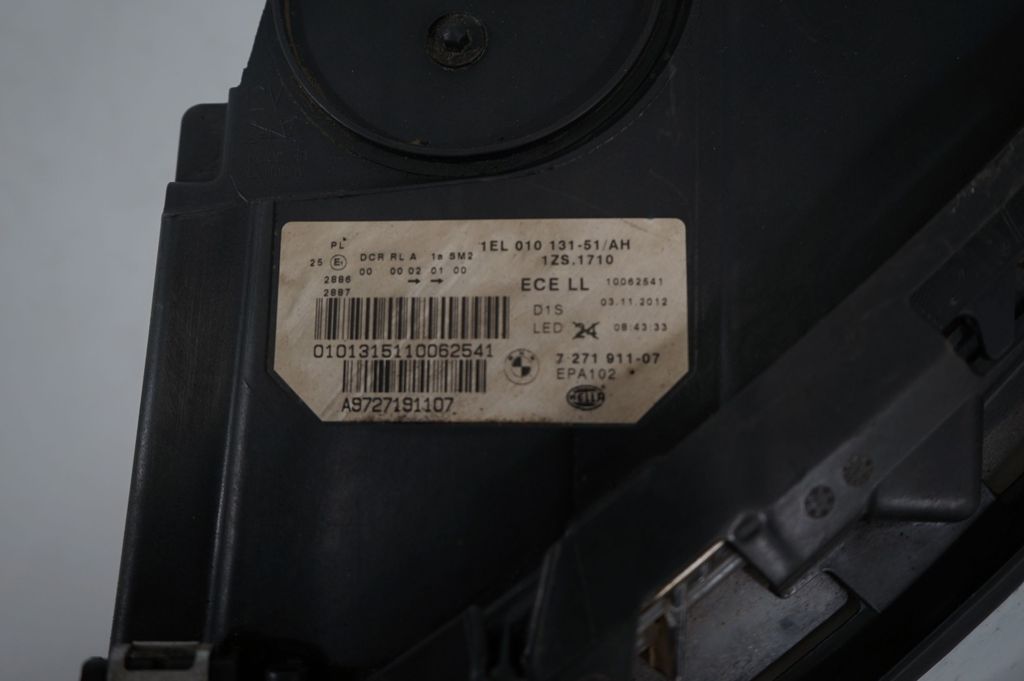 PL
25 E1 DCR RL A 1a SM2
00 00 02 01 00
→ →
2886
2887
1EL 010 131-51/AH
1ZS.1710
ECE LL 10062541
D1S 03.11.2012
LED 24 08:43:33
0101315110062541
7 271 911-07
EPA102
A9727191107
HELLA